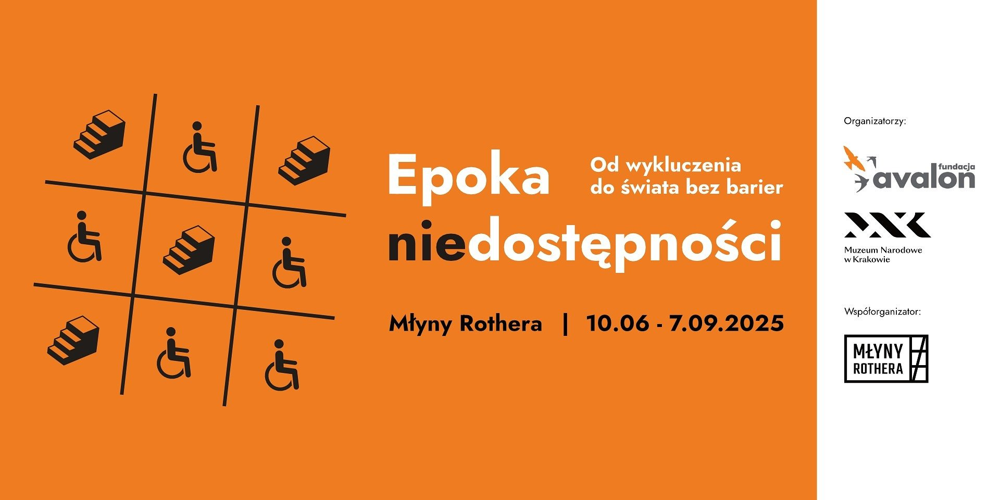 Epoka
Od wykluczenia
do świata bez barier
niedostępności
Młyny Rothera | 10.06 - 7.09.2025
Organizatorzy:
fundacja
avalon
MNK
Muzeum Narodowe
w Krakowie
Współorganizator:
MŁYNY
ROTHERA